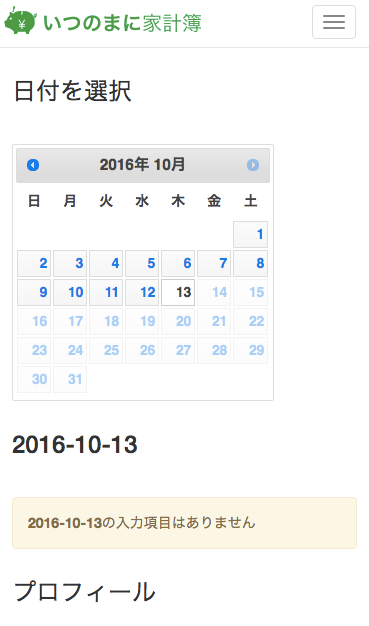 ¥ いつのまに家計簿
日付を選択
2016年 10月
日 月 火 水 木 金 土
1
2 3 4 5 6 7 8
9 10 11 12 13 14 15
16 17 18 19 20 21 22
23 24 25 26 27 28 29
30 31
2016-10-13
2016-10-13の入力項目はありません
プロフィール